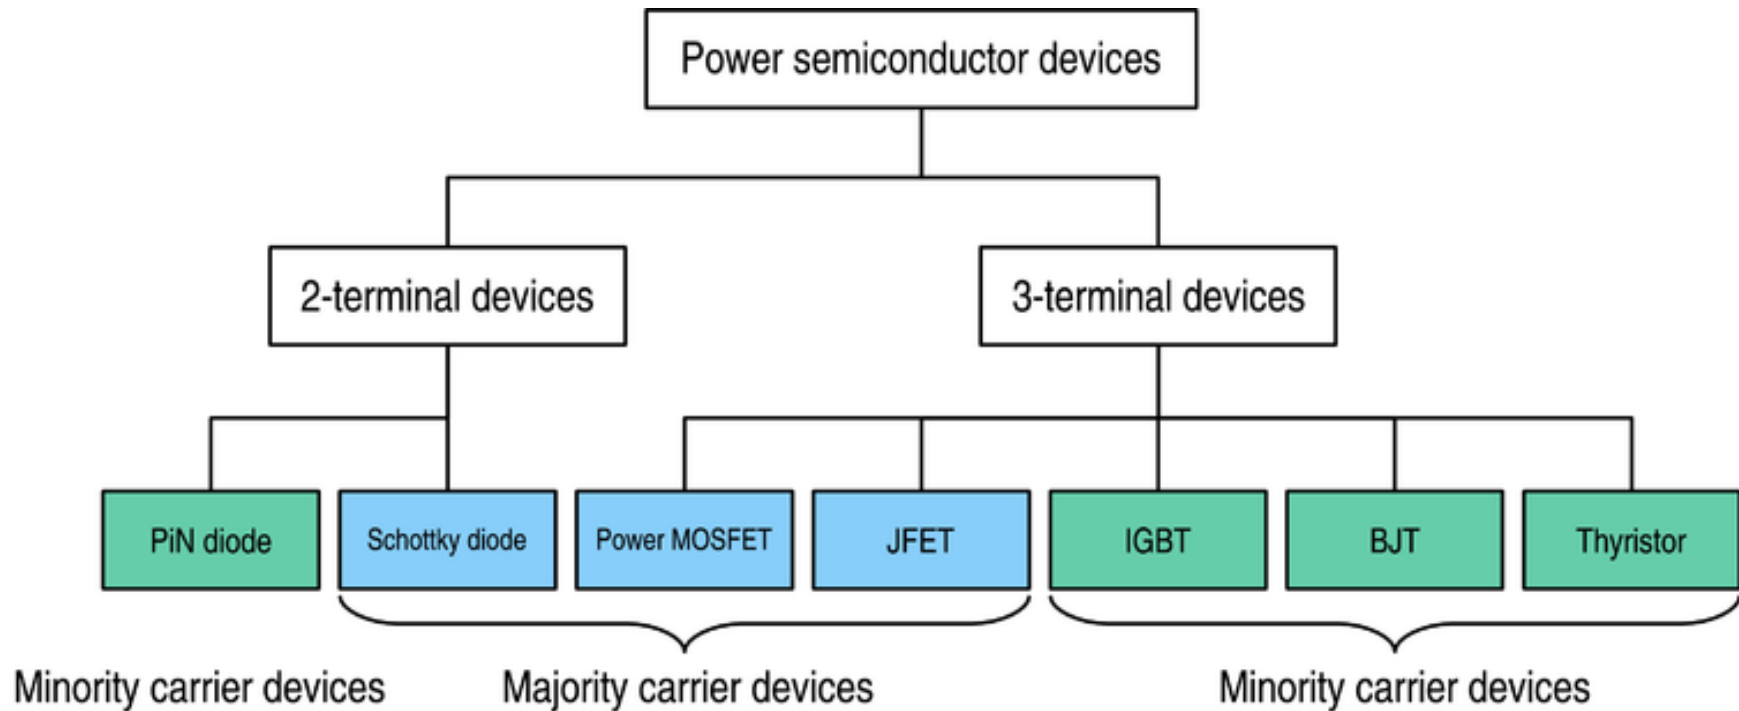 Power semiconductor devices
2-terminal devices
3-terminal devices
PiN diode
Schottky diode
Power MOSFET
JFET
IGBT
BJT
Thyristor
Minority carrier devices
Majority carrier devices
Minority carrier devices